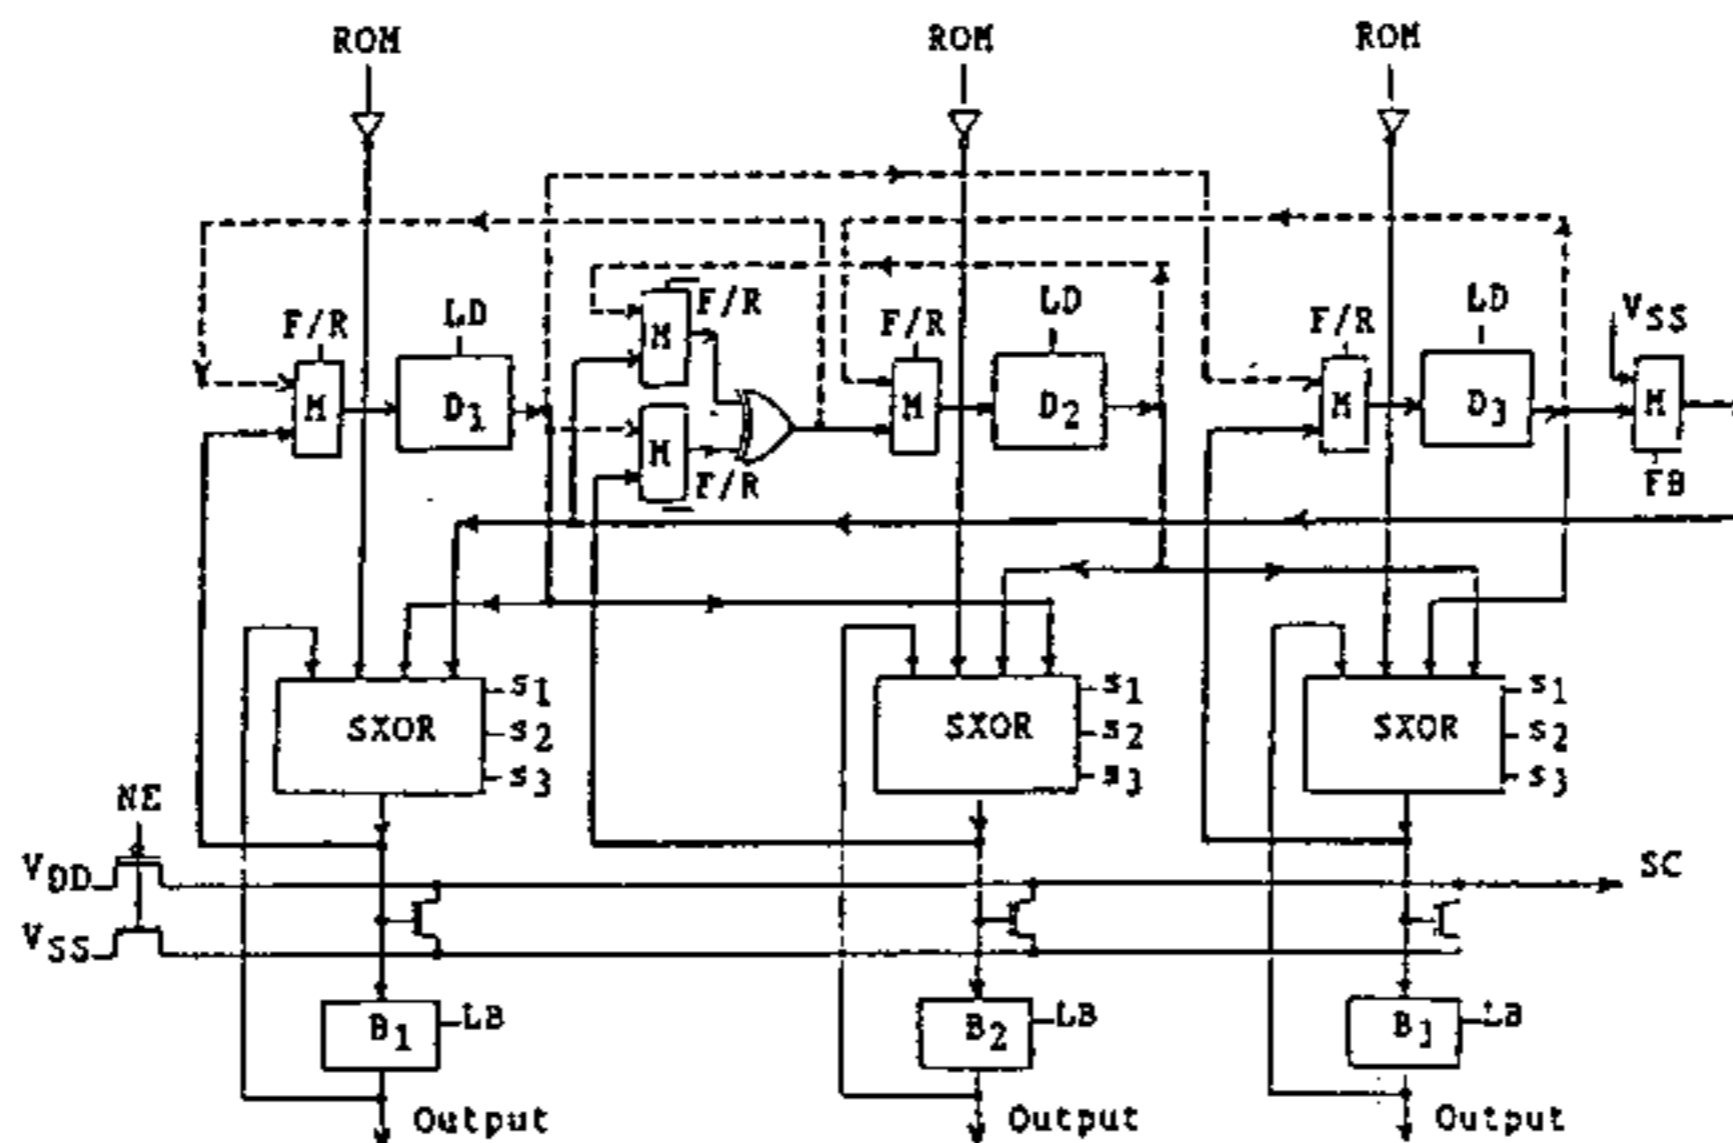 ROM ROM ROM
F/R LD F/R F/R LD F/R LD VSS
M D1 M M D2 M D3 M
M
F/R FB
SXOR s1 SXOR s1 SXOR s1
s2 s2 s2
s3 s3 s3
NE
VDD SC
VSS
B1 LB B2 LB B3 LB
Output Output Output